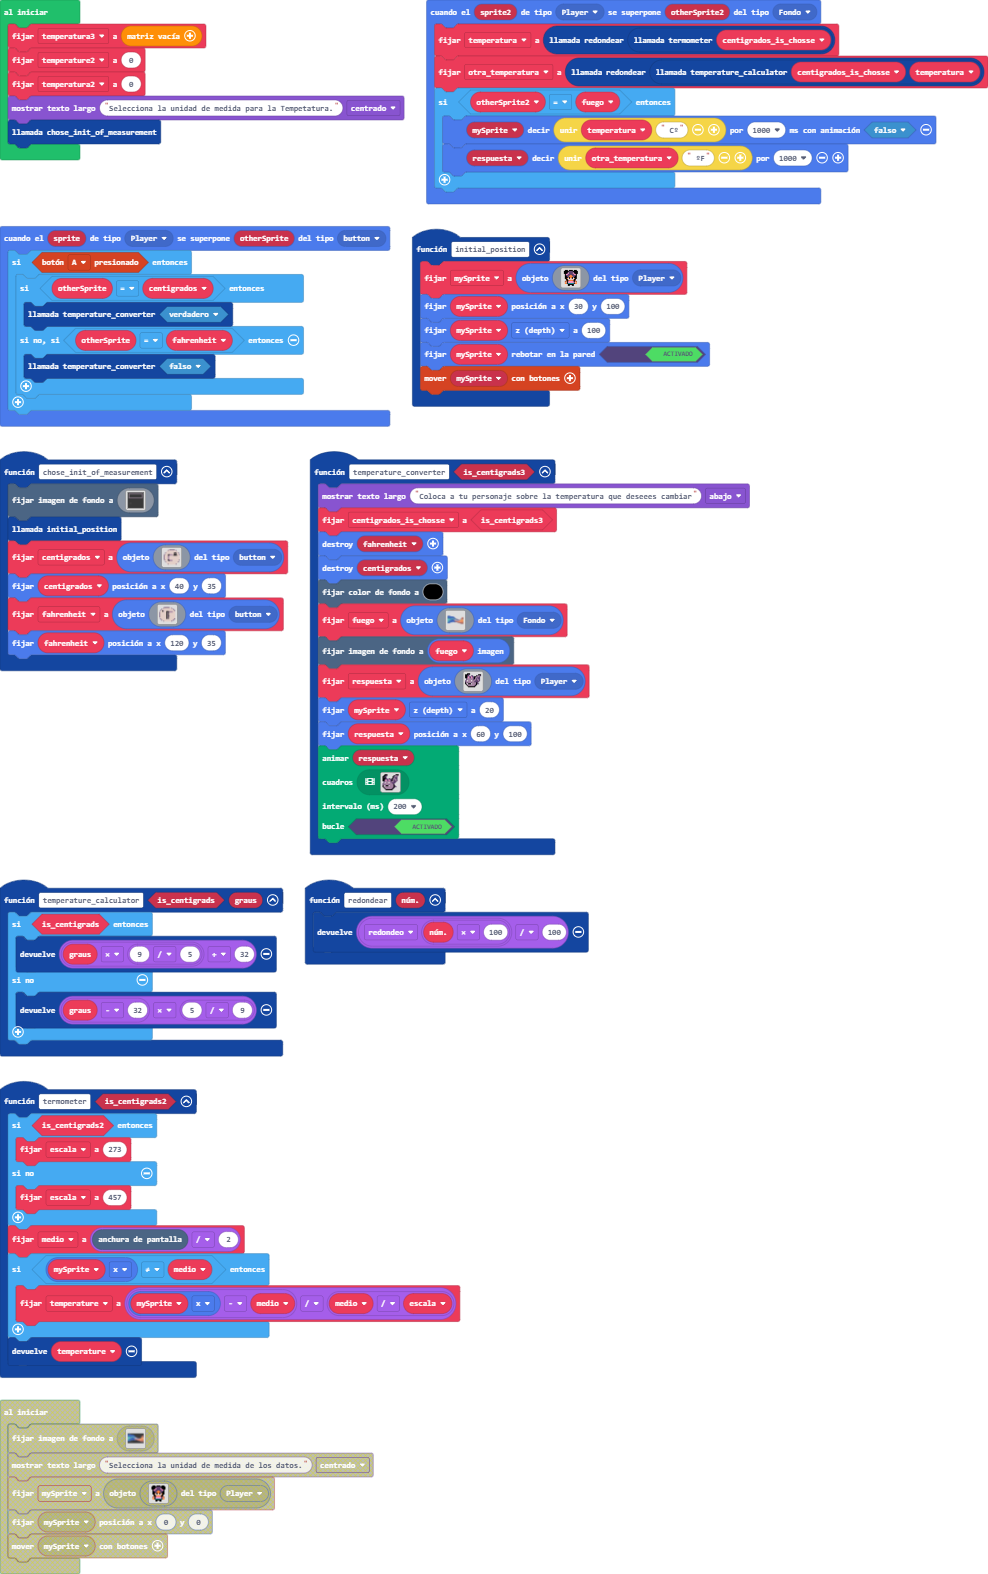 al iniciar
fijar temperatura3 a matriz vacía
fijar temperatura2 a 0
fijar temperatura2 a 0
mostrar texto largo "Selecciona la unidad de medida para la Tempetatura." centrado
llamada chose_init_of_measurement
cuando el sprite2 de tipo Player se superpone otherSprite2 del tipo Fondo
fijar temperatura a llamada redondear llamada termometer centigrados_is_chosse
fijar otra_temperatura a llamada redondear llamada temperature_calculator centigrados_is_chosse temperatura
si otherSprite2 = fuego entonces
mySprite decir unir temperatura " Cº" por 1000 ms con animación falso
respuesta decir unir otra_temperatura " ºF" por 1000
cuando el sprite de tipo Player se superpone otherSprite del tipo button
si botón A presionado entonces
si otherSprite = centigrados entonces
llamada temperature_converter verdadero
si no, si otherSprite = fahrenheit entonces
llamada temperature_converter falso
función initial_position
fijar mySprite a objeto del tipo Player
fijar mySprite posición a x 30 y 100
fijar mySprite z (depth) a 100
fijar mySprite rebotar en la pared ACTIVADO
mover mySprite con botones
función chose_init_of_measurement
fijar imagen de fondo a
llamada initial_position
fijar centigrados a objeto del tipo button
fijar centigrados posición a x 40 y 35
fijar fahrenheit a objeto del tipo button
fijar fahrenheit posición a x 120 y 35
función temperature_converter is_centigrads3
mostrar texto largo "Coloca a tu personaje sobre la temperatura que deseees cambiar" abajo
fijar centigrados_is_chosse a is_centigrads3
destroy fahrenheit
destroy centigrados
fijar color de fondo a
fijar fuego a objeto del tipo Fondo
fijar imagen de fondo a fuego imagen
fijar respuesta a objeto del tipo Player
fijar mySprite z (depth) a 20
fijar respuesta posición a x 60 y 100
animar respuesta
cuadros
intervalo (ms) 200
bucle ACTIVADO
función temperature_calculator is_centigrads graus
si is_centigrads entonces
devuelve graus × 9 / 5 + 32
si no
devuelve graus - 32 × 5 / 9
función redondear núm.
devuelve redondeo núm. × 100 / 100
función termometer is_centigrads2
si is_centigrads2 entonces
fijar escala a 273
si no
fijar escala a 457
fijar medio a anchura de pantalla / 2
si mySprite x ≠ medio entonces
fijar temperature a mySprite x - medio / medio / escala
devuelve temperature
al iniciar
fijar imagen de fondo a
mostrar texto largo "Selecciona la unidad de medida de los datos." centrado
fijar mySprite a objeto del tipo Player
fijar mySprite posición a x 0 y 0
mover mySprite con botones